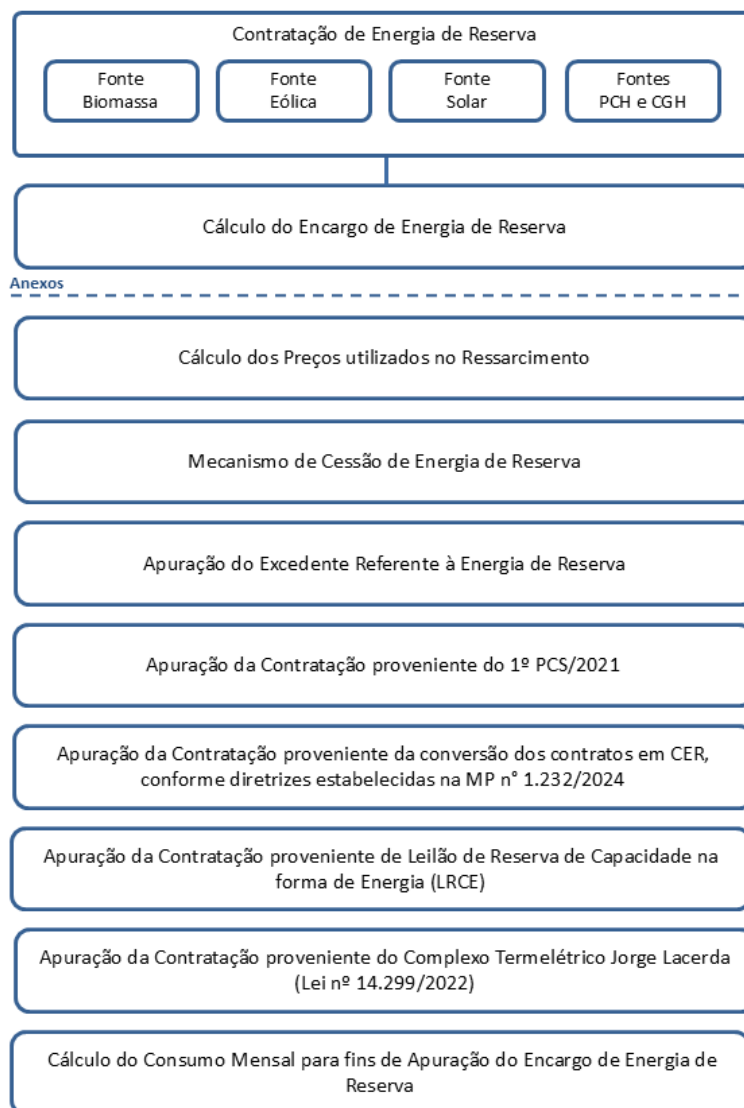 Contratação de Energia de Reserva
Fonte
Biomassa
Fonte
Eólica
Fonte
Solar
Fontes
PCH e CGH
Cálculo do Encargo de Energia de Reserva
Anexos
Cálculo dos Preços utilizados no Ressarcimento
Mecanismo de Cessão de Energia de Reserva
Apuração do Excedente Referente à Energia de Reserva
Apuração da Contratação proveniente do 1º PCS/2021
Apuração da Contratação proveniente da conversão dos contratos em CER,
conforme diretrizes estabelecidas na MP n° 1.232/2024
Apuração da Contratação proveniente de Leilão de Reserva de Capacidade na
forma de Energia (LRCE)
Apuração da Contratação proveniente do Complexo Termelétrico Jorge Lacerda
(Lei nº 14.299/2022)
Cálculo do Consumo Mensal para fins de Apuração do Encargo de Energia de
Reserva